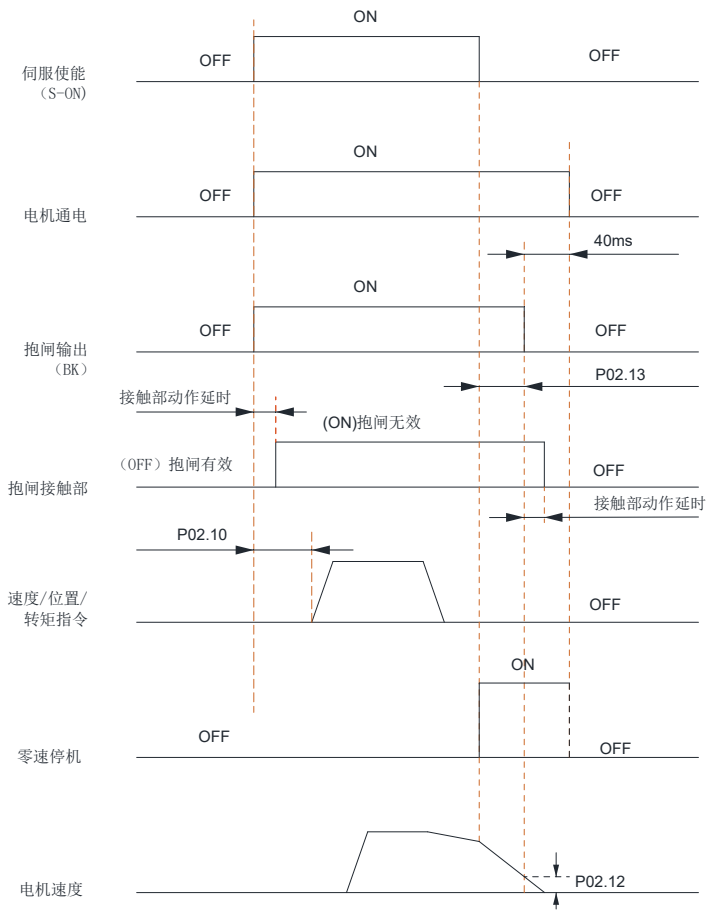 ON
OFF
OFF
伺服使能
（S-ON)
ON
OFF
OFF
电机通电
40ms
ON
OFF
OFF
抱闸输出
（BK）
P02.13
接触部动作延时
(ON)抱闸无效
（OFF）抱闸有效
OFF
抱闸接触部
接触部动作延时
P02.10
速度/位置/
转矩指令
OFF
ON
OFF
OFF
零速停机
P02.12
电机速度